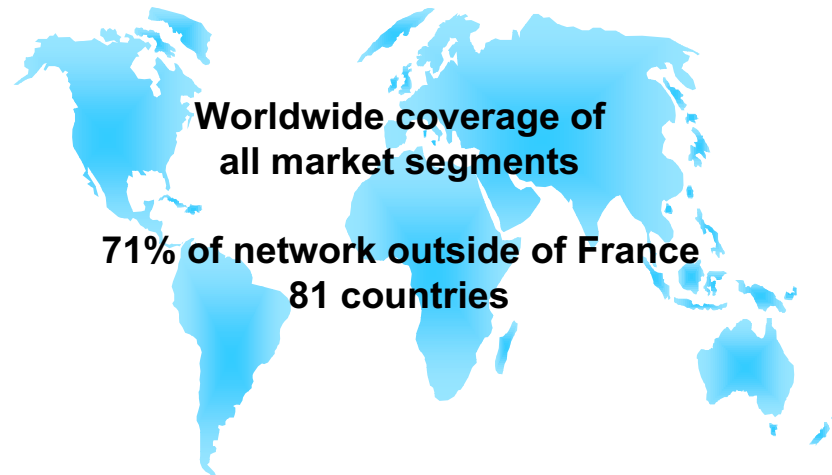 Worldwide coverage of
all market segments
71% of network outside of France
81 countries